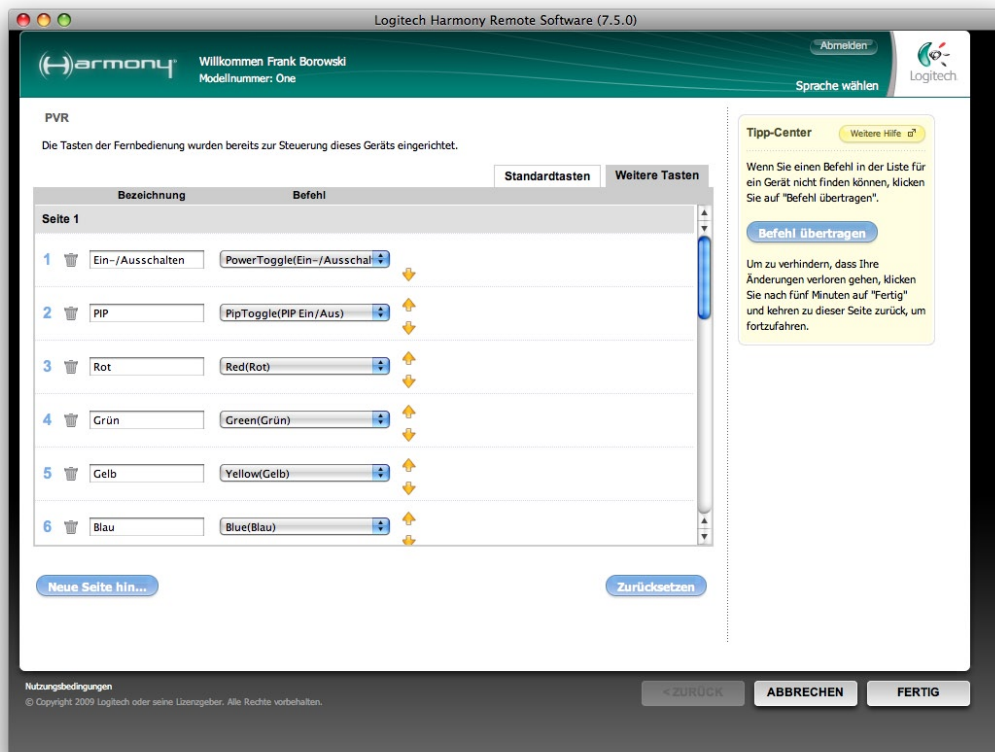 Logitech Harmony Remote Software (7.5.0)
Harmony
Willkommen Frank Borowski
Modellnummer: One
Abmelden
Sprache wählen
Logitech
PVR
Die Tasten der Fernbedienung wurden bereits zur Steuerung dieses Geräts eingerichtet.
Standardtasten
Weitere Tasten
Bezeichnung Befehl
Seite 1
1 Ein-/Ausschalten PowerToggle(Ein-/Ausschal
2 PIP PipToggle(PIP Ein/Aus)
3 Rot Red(Rot)
4 Grün Green(Grün)
5 Gelb Yellow(Gelb)
6 Blau Blue(Blau)
Neue Seite hin...
Zurücksetzen
Tipp-Center
Weitere Hilfe
Wenn Sie einen Befehl in der Liste für
ein Gerät nicht finden können, klicken
Sie auf "Befehl übertragen".
Befehl übertragen
Um zu verhindern, dass Ihre
Änderungen verloren gehen, klicken
Sie nach fünf Minuten auf "Fertig"
und kehren zu dieser Seite zurück, um
fortzufahren.
Nutzungsbedingungen
© Copyright 2009 Logitech oder seine Lizenzgeber. Alle Rechte vorbehalten.
< ZURÜCK
ABBRECHEN
FERTIG